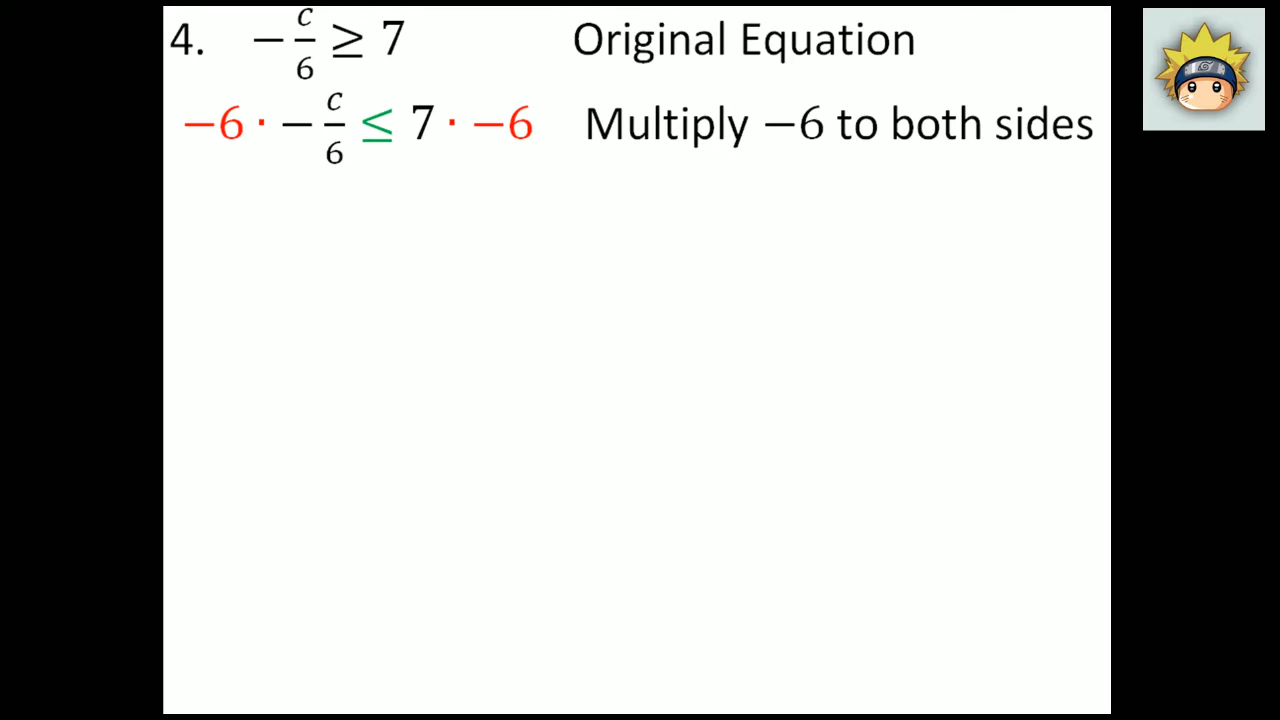 4. −c/6 ≥ 7 Original Equation
−6 · −c/6 ≤ 7 · −6 Multiply −6 to both sides